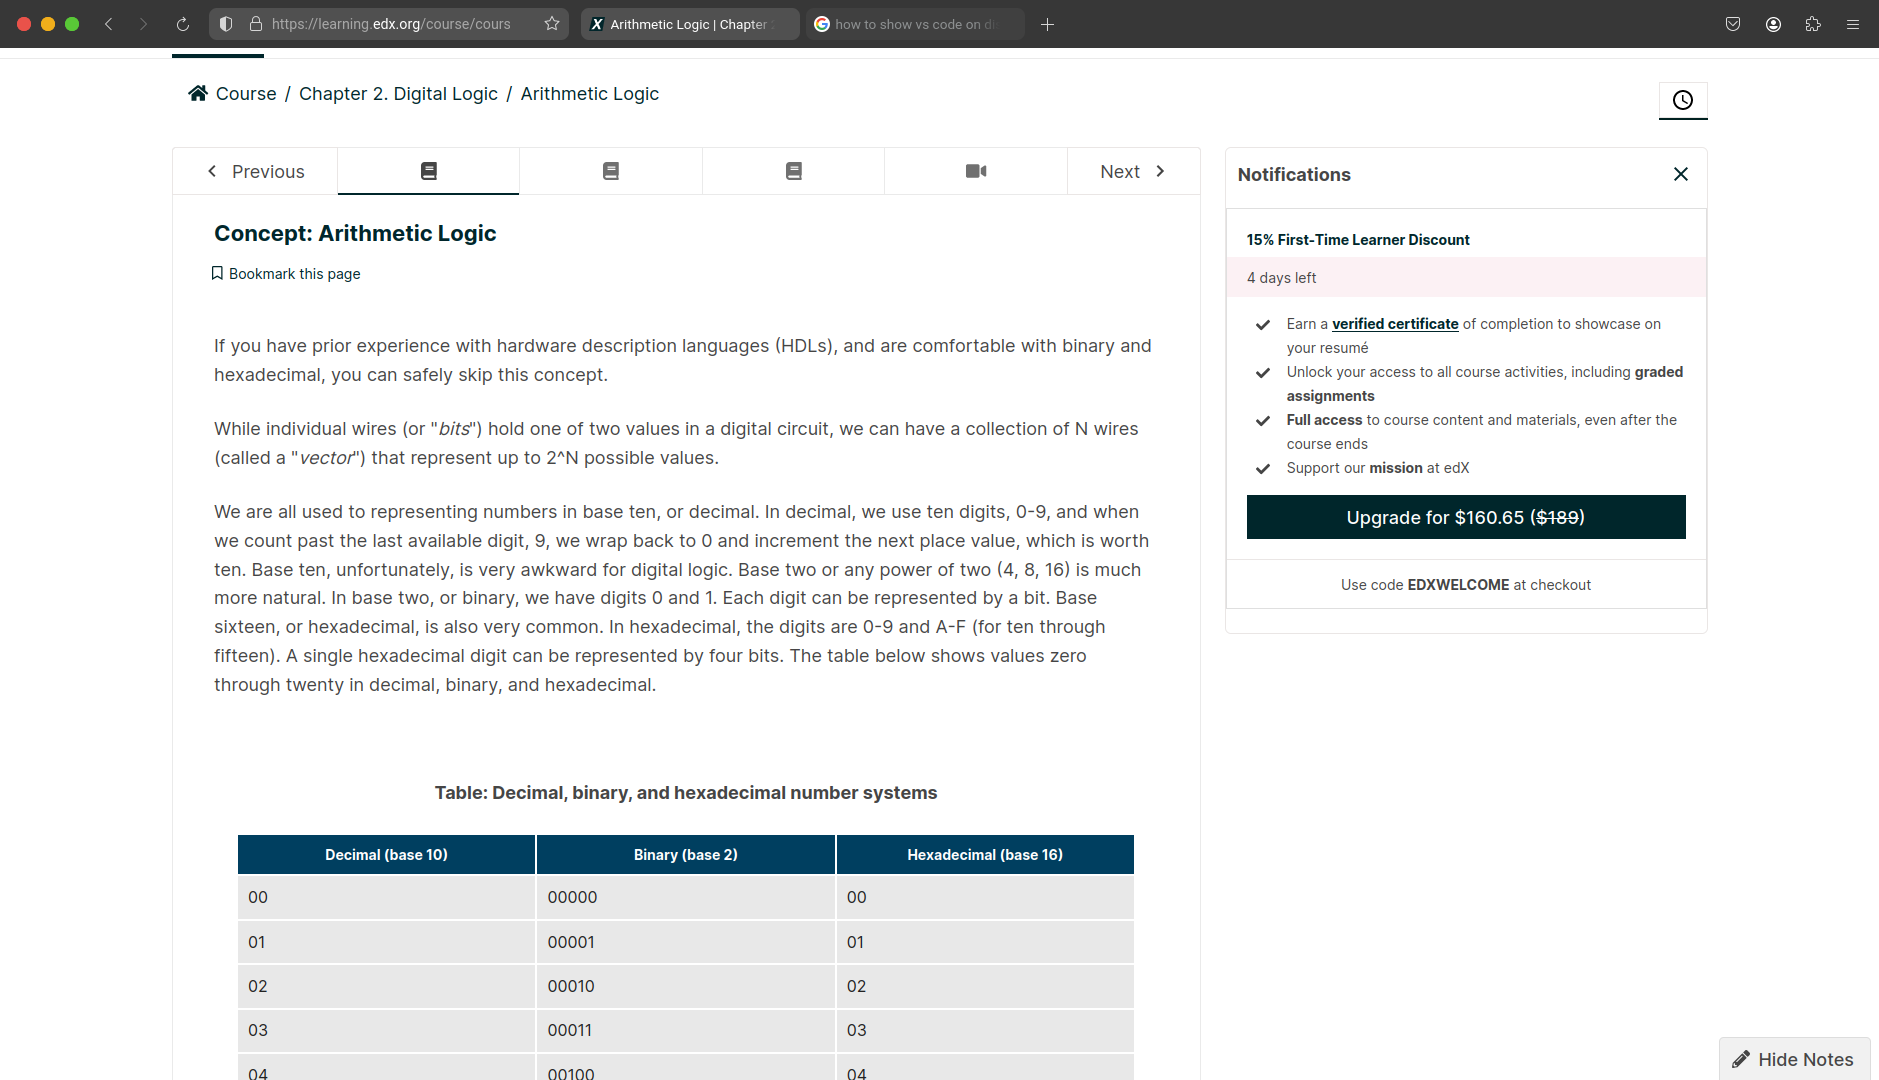 https://learning.edx.org/course/cours
Arithmetic Logic | Chapter
how to show vs code on
Course / Chapter 2. Digital Logic / Arithmetic Logic
Previous
Next
Concept: Arithmetic Logic
Bookmark this page
If you have prior experience with hardware description languages (HDLs), and are comfortable with binary and
hexadecimal, you can safely skip this concept.
While individual wires (or "bits") hold one of two values in a digital circuit, we can have a collection of N wires
(called a "vector") that represent up to 2^N possible values.
We are all used to representing numbers in base ten, or decimal. In decimal, we use ten digits, 0-9, and when
we count past the last available digit, 9, we wrap back to 0 and increment the next place value, which is worth
ten. Base ten, unfortunately, is very awkward for digital logic. Base two or any power of two (4, 8, 16) is much
more natural. In base two, or binary, we have digits 0 and 1. Each digit can be represented by a bit. Base
sixteen, or hexadecimal, is also very common. In hexadecimal, the digits are 0-9 and A-F (for ten through
fifteen). A single hexadecimal digit can be represented by four bits. The table below shows values zero
through twenty in decimal, binary, and hexadecimal.
Table: Decimal, binary, and hexadecimal number systems
Decimal (base 10) Binary (base 2) Hexadecimal (base 16)
00 00000 00
01 00001 01
02 00010 02
03 00011 03
04 00100 04
Notifications
15% First-Time Learner Discount
4 days left
Earn a verified certificate of completion to showcase on
your resumé
Unlock your access to all course activities, including graded
assignments
Full access to course content and materials, even after the
course ends
Support our mission at edX
Upgrade for $160.65 ($189)
Use code EDXWELCOME at checkout
Hide Notes